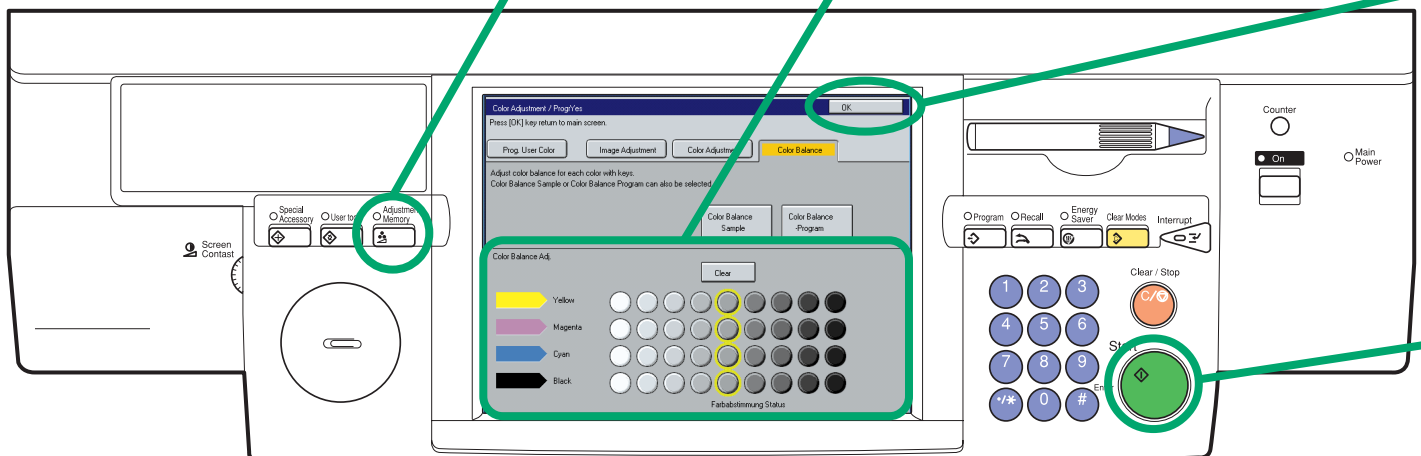 Color Adjustment / Prog/Yes
OK
Press [OK] key return to main screen.
Prog. User Color
Image Adjustment
Color Adjustment
Color Balance
Adjust color balance for each color with keys.
Color Balance Sample or Color Balance Program can also be selected.
Color Balance
Sample
Color Balance
-Program
Color Balance Adj.
Clear
Yellow
Magenta
Cyan
Black
Farbabstimmung Status
Screen
Contast
Special
Accessory
User too
Adjustment
Memory
Program
Recall
Energy
Saver
Clear Modes
Interrupt
Counter
On
Main
Power
Clear / Stop
C/
1 2 3
4 5 6
7 8 9
•/* 0 #
Start
Enter